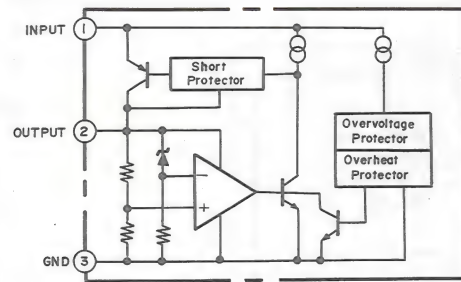 INPUT 1
Short
Protector
OUTPUT 2
Overvoltage
Protector
Overheat
Protector
−
+
GND 3